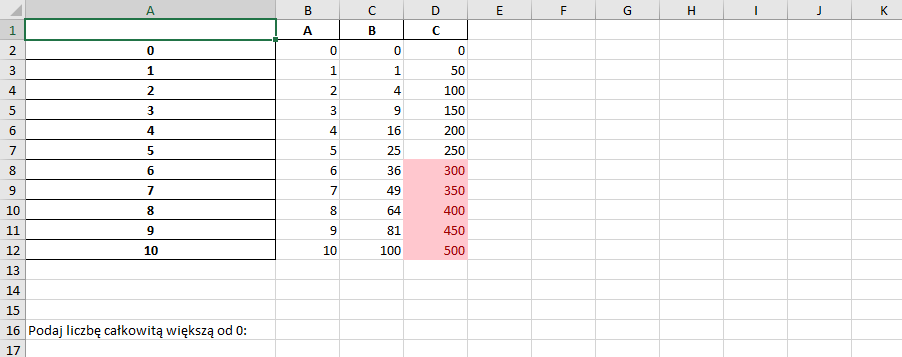 A B C D E F G H I J K
1 A B C
2 0 0 0 0
3 1 1 1 50
4 2 2 4 100
5 3 3 9 150
6 4 4 16 200
7 5 5 25 250
8 6 6 36 300
9 7 7 49 350
10 8 8 64 400
11 9 9 81 450
12 10 10 100 500
13
14
15
16 Podaj liczbę całkowitą większą od 0:
17